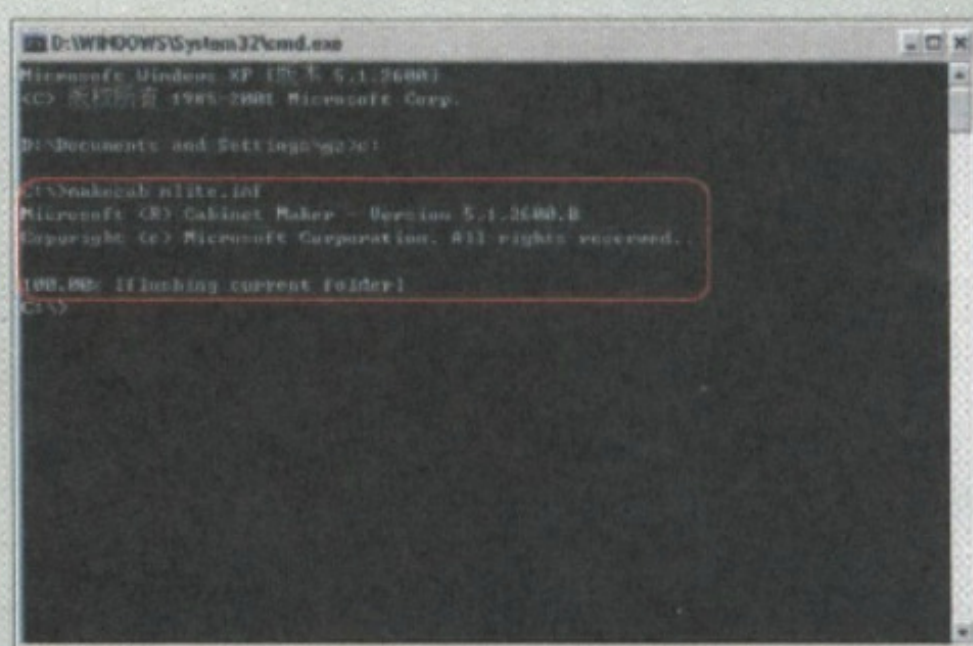 D:\WINDOWS\System32\cmd.exe
Microsoft Windows XP [版本 5.1.2600]
(C) 版权所有 1985-2001 Microsoft Corp.
D:\Documents and Settings\gz>c:
C:\>makecab nlite.inf
Microsoft (R) Cabinet Maker - Version 5.1.2600.0
Copyright (c) Microsoft Corporation. All rights reserved..
100.00% [flushing current folder]
C:\>